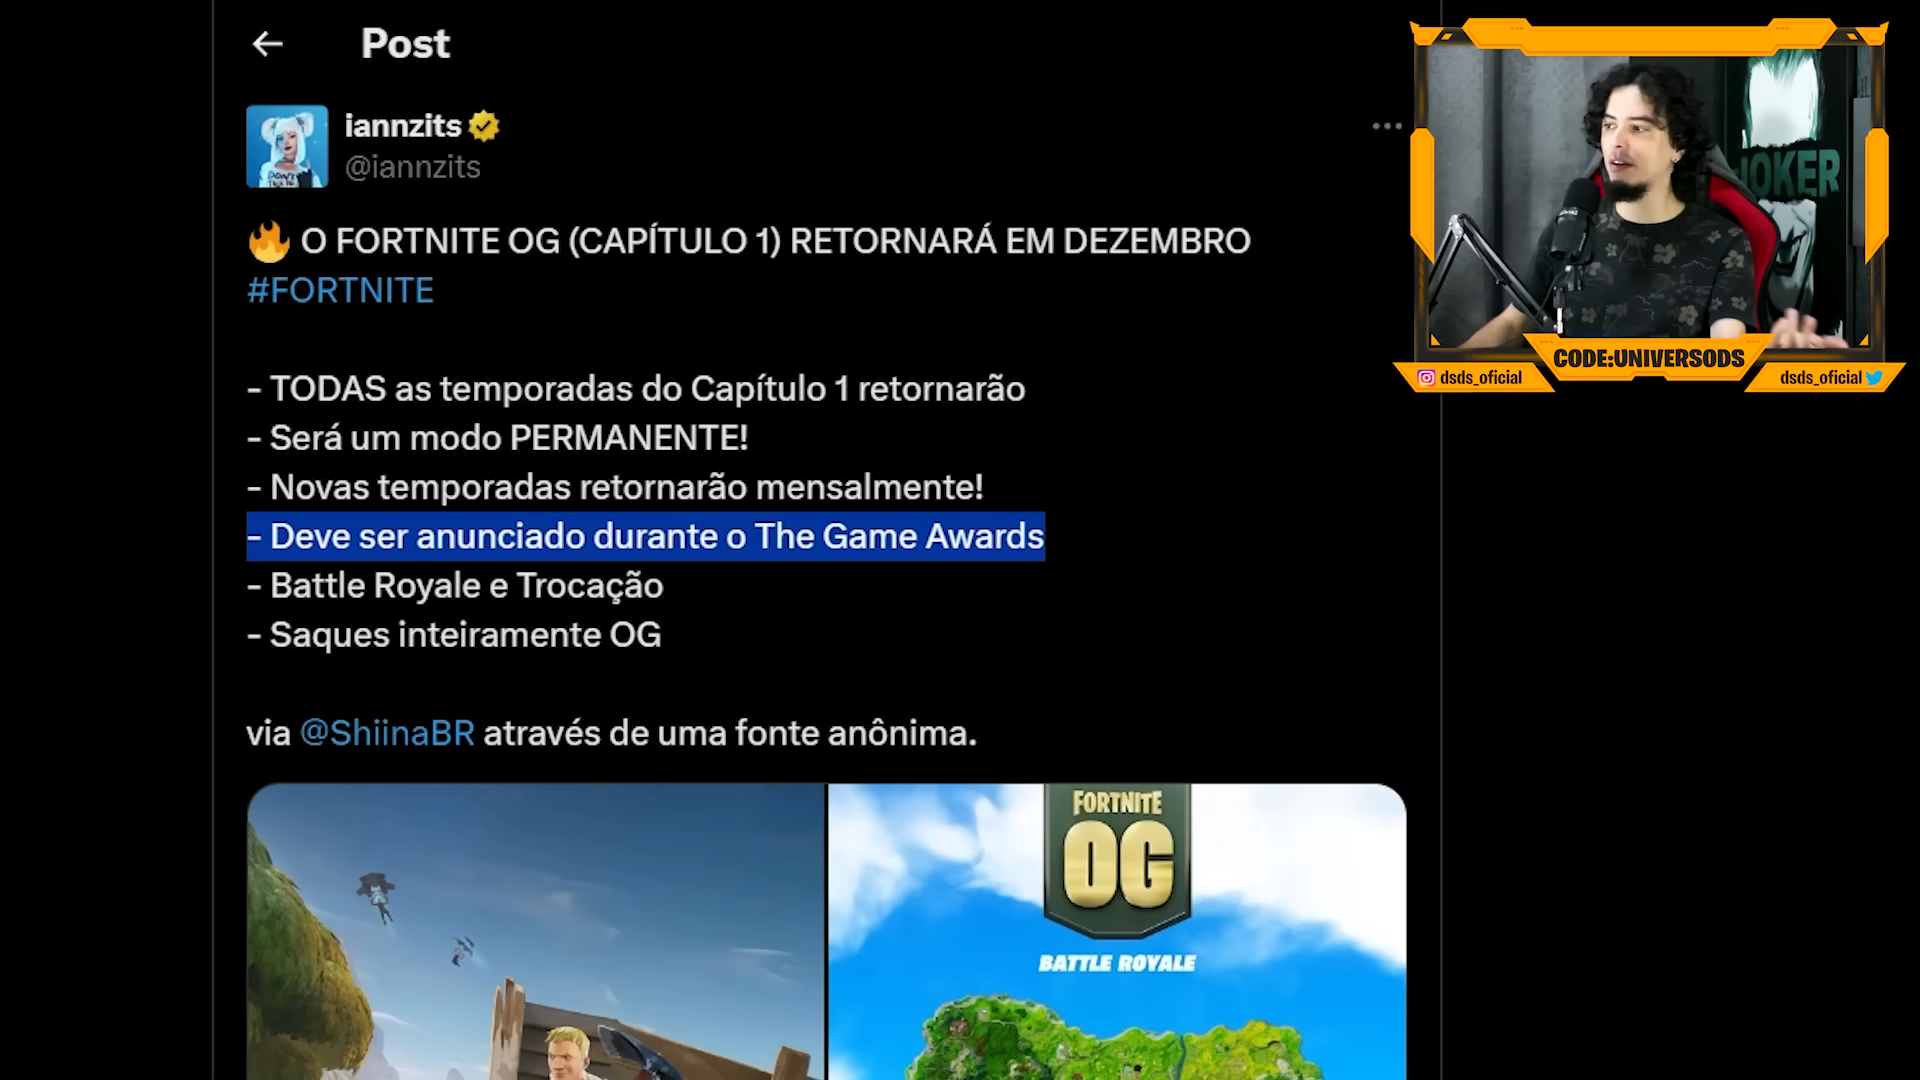 Post
iannzits
@iannzits
O FORTNITE OG (CAPÍTULO 1) RETORNARÁ EM DEZEMBRO
#FORTNITE
- TODAS as temporadas do Capítulo 1 retornarão
- Será um modo PERMANENTE!
- Novas temporadas retornarão mensalmente!
- Deve ser anunciado durante o The Game Awards
- Battle Royale e Trocação
- Saques inteiramente OG
via @ShiinaBR através de uma fonte anônima.
FORTNITE
OG
BATTLE ROYALE
JOKER
CODE:UNIVERSODS
dsds_oficial
dsds_oficial